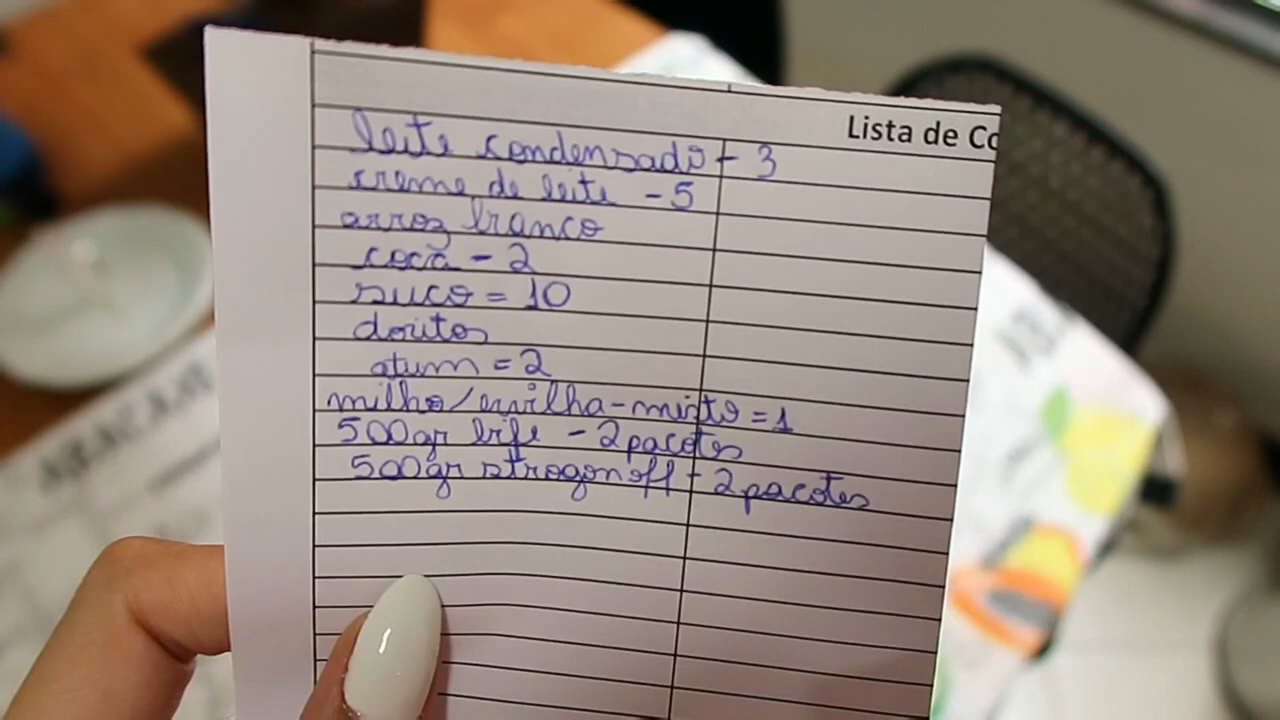 Lista de Co
leite condensado - 3
creme de leite - 5
arroz branco
coca - 2
suco = 10
doritos
atum = 2
milho/ervilha-misto = 1
500gr bife - 2 pacotes
500gr strogonoff - 2 pacotes
ABACAXI